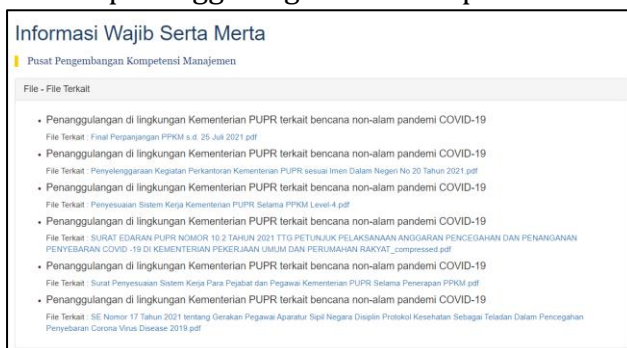 Informasi Wajib Serta Merta
Pusat Pengembangan Kompetensi Manajemen
File - File Terkait
• Penanggulangan di lingkungan Kementerian PUPR terkait bencana non-alam pandemi COVID-19
File Terkait : Final Perpanjangan PPKM s.d. 25 Juli 2021.pdf
• Penanggulangan di lingkungan Kementerian PUPR terkait bencana non-alam pandemi COVID-19
File Terkait : Penyelenggaraan Kegiatan Perkantoran Kementerian PUPR sesuai Imen Dalam Negeri No 20 Tahun 2021.pdf
• Penanggulangan di lingkungan Kementerian PUPR terkait bencana non-alam pandemi COVID-19
File Terkait : Penyesuaian Sistem Kerja Kementerian PUPR Selama PPKM Level-4.pdf
• Penanggulangan di lingkungan Kementerian PUPR terkait bencana non-alam pandemi COVID-19
File Terkait : SURAT EDARAN PUPR NOMOR 10.2 TAHUN 2021 TTG PETUNJUK PELAKSANAAN ANGGARAN PENCEGAHAN DAN PENANGANAN
PENYEBARAN COVID -19 DI KEMENTERIAN PEKERJAAN UMUM DAN PERUMAHAN RAKYAT_compressed.pdf
• Penanggulangan di lingkungan Kementerian PUPR terkait bencana non-alam pandemi COVID-19
File Terkait : Surat Penyesuaian Sistem Kerja Para Pejabat dan Pegawai Kementerian PUPR Selama Penerapan PPKM.pdf
• Penanggulangan di lingkungan Kementerian PUPR terkait bencana non-alam pandemi COVID-19
File Terkait : SE Nomor 17 Tahun 2021 tentang Gerakan Pegawai Aparatur Sipil Negara Disiplin Protokol Kesehatan Sebagai Teladan Dalam Pencegahan
Penyebaran Corona Virus Disease 2019.pdf